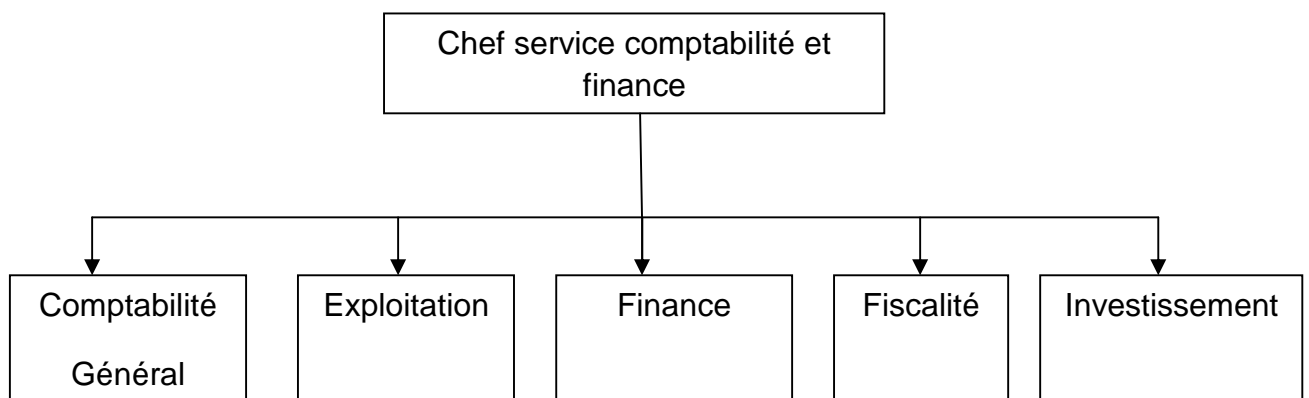 Chef service comptabilité et
finance
Comptabilité
Général
Exploitation
Finance
Fiscalité
Investissement